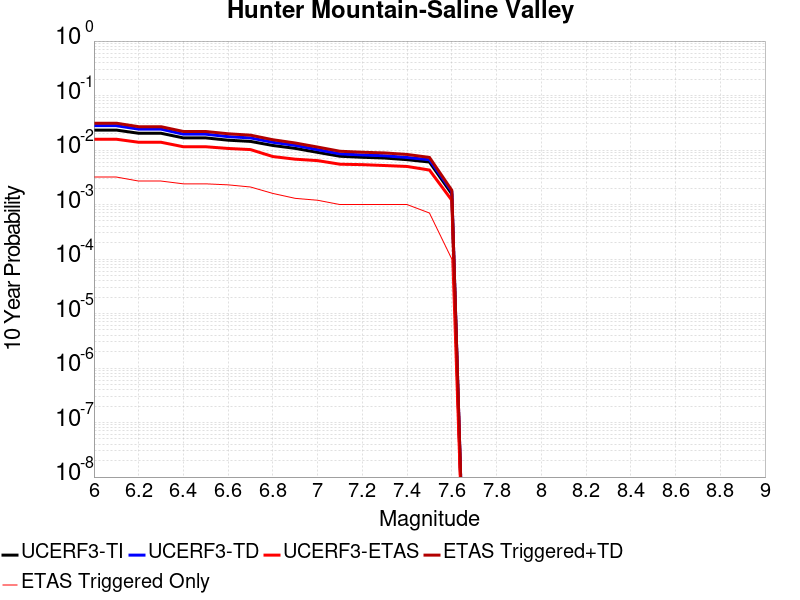 Hunter Mountain-Saline Valley
10^0
10^-1
10^-2
10^-3
10^-4
10^-5
10^-6
10^-7
10^-8
10 Year Probability
6 6.2 6.4 6.6 6.8 7 7.2 7.4 7.6 7.8 8 8.2 8.4 8.6 8.8 9
Magnitude
UCERF3-TI UCERF3-TD UCERF3-ETAS ETAS Triggered+TD
ETAS Triggered Only